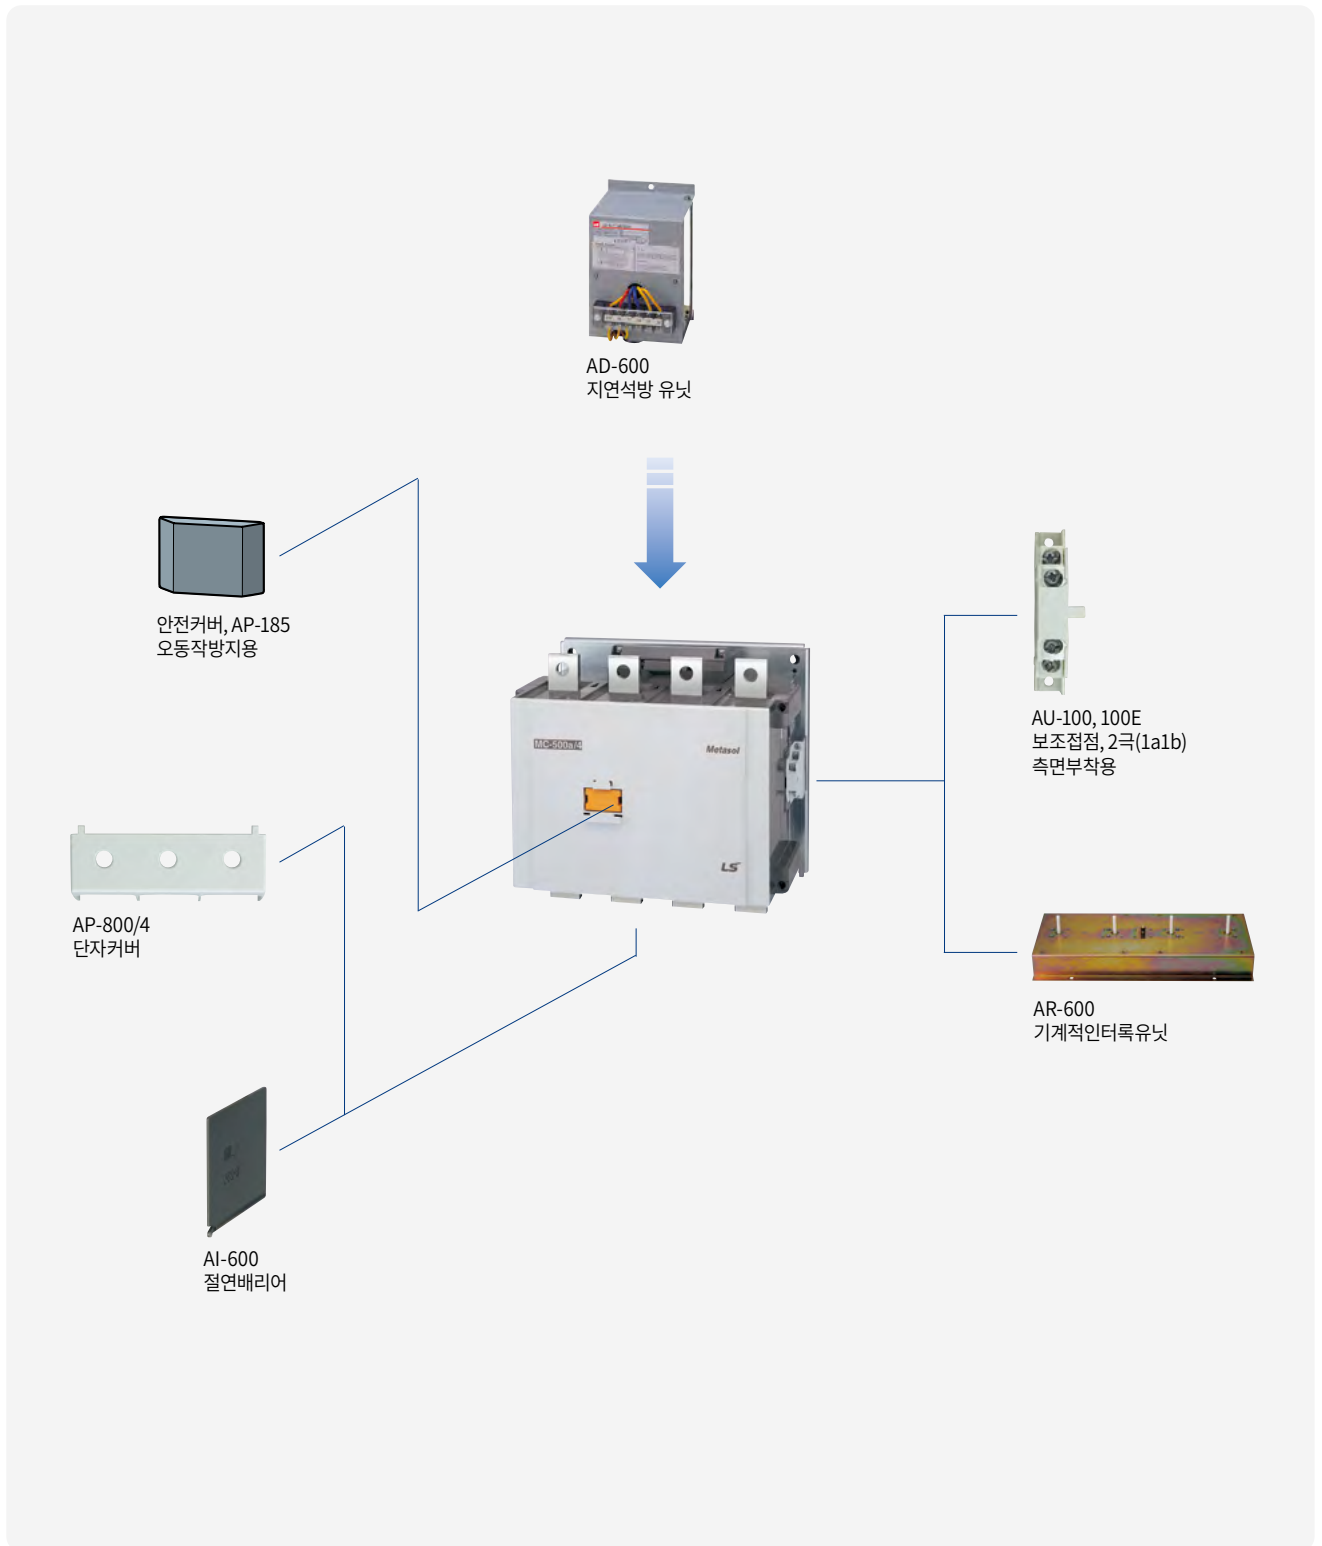 AD-600
지연석방 유닛
안전커버, AP-185
오동작방지용
MC-500a/4
Metasol
LS
AU-100, 100E
보조접점, 2극(1a1b)
측면부착용
AP-800/4
단자커버
AR-600
기계적인터록유닛
AI-600
절연배리어